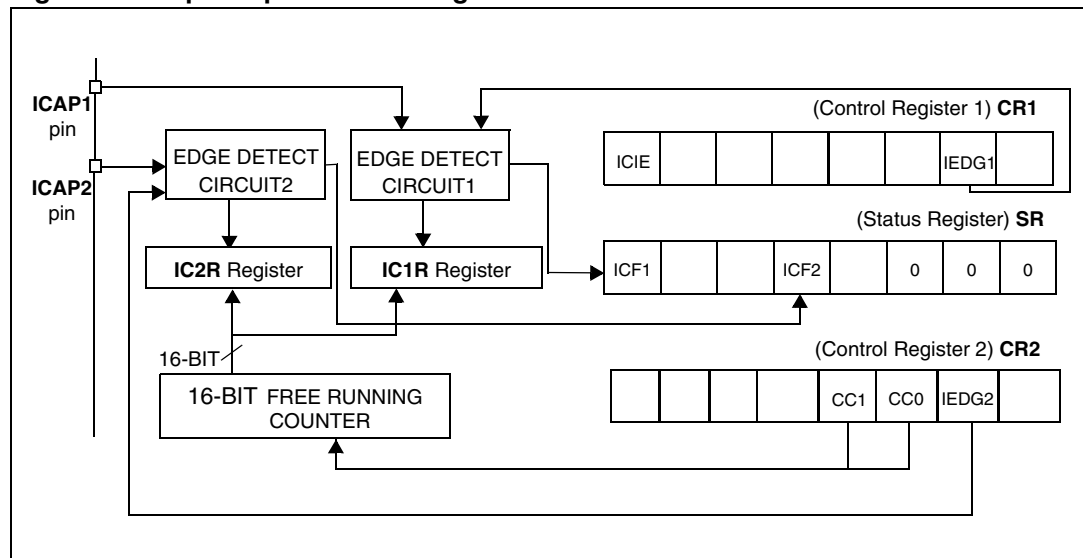 ICAP1
pin
ICAP2
pin
EDGE DETECT
CIRCUIT2
EDGE DETECT
CIRCUIT1
IC2R Register
IC1R Register
16-BIT
16-BIT FREE RUNNING
COUNTER
(Control Register 1) CR1
ICIE IEDG1
(Status Register) SR
ICF1 ICF2 0 0 0
(Control Register 2) CR2
CC1 CC0 IEDG2